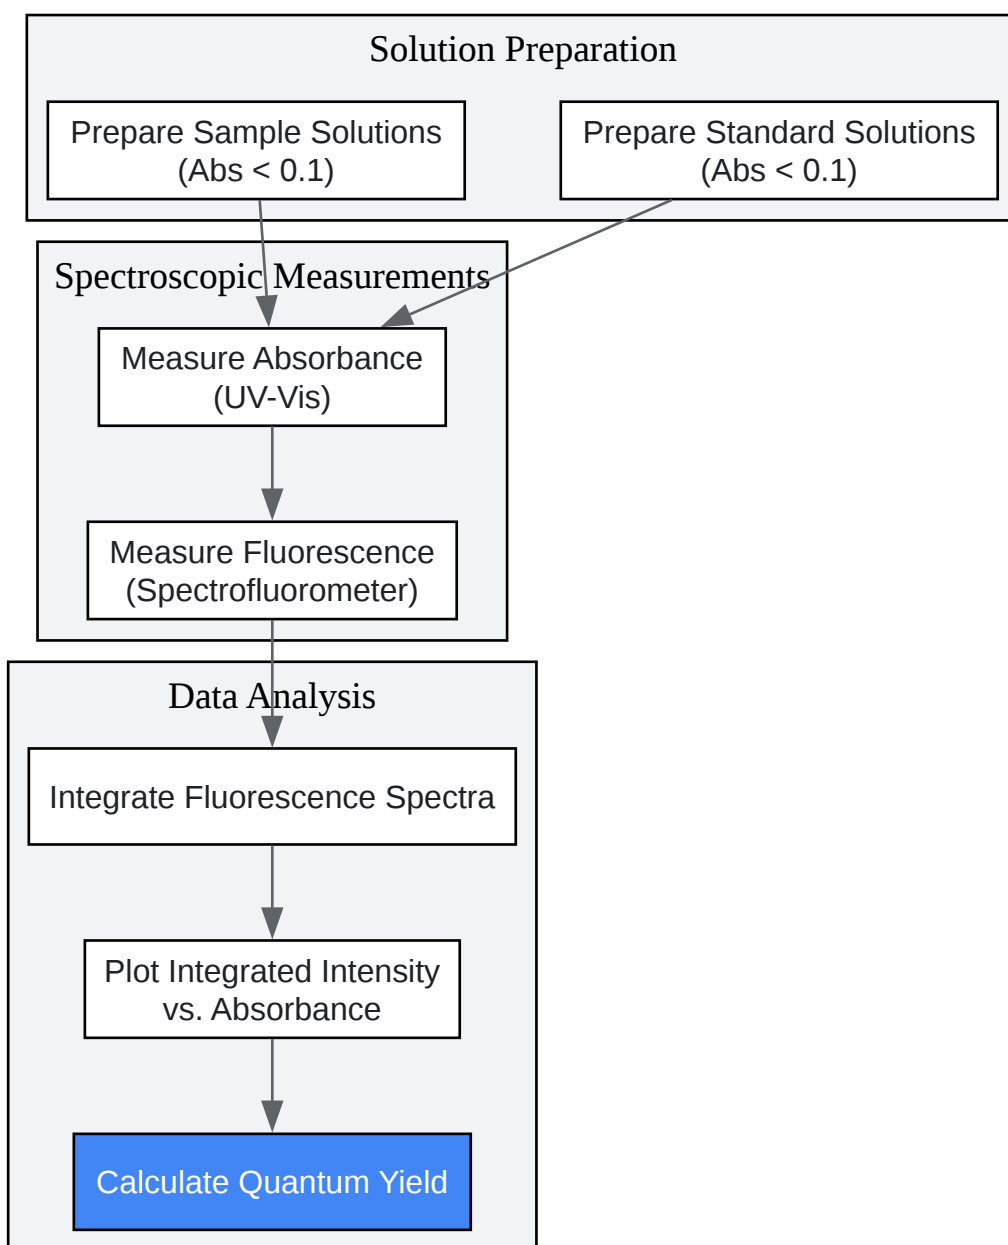 Solution Preparation
Prepare Sample Solutions
(Abs < 0.1)
Prepare Standard Solutions
(Abs < 0.1)
Spectroscopic Measurements
Measure Absorbance
(UV-Vis)
Measure Fluorescence
(Spectrofluorometer)
Data Analysis
Integrate Fluorescence Spectra
Plot Integrated Intensity
vs. Absorbance
Calculate Quantum Yield